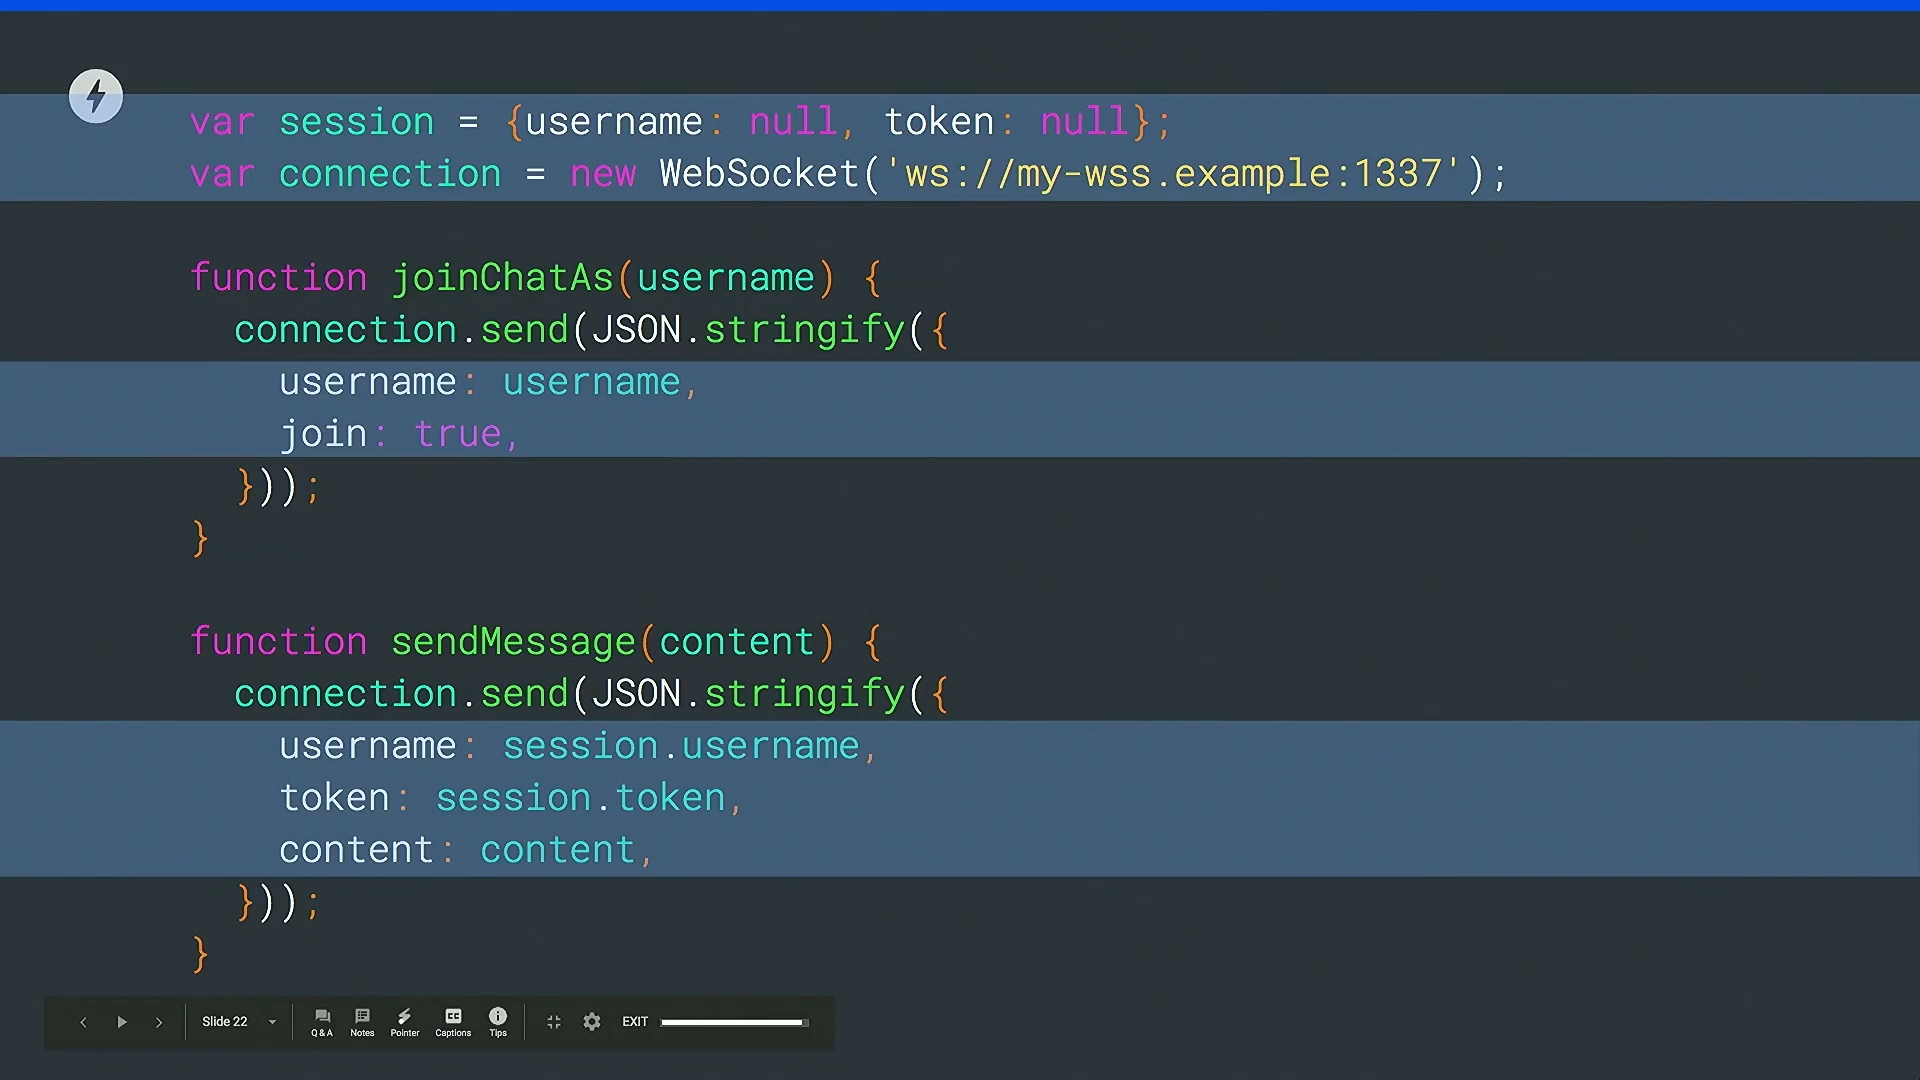 var session = {username: null, token: null};
var connection = new WebSocket('ws://my-wss.example:1337');
function joinChatAs(username) {
connection.send(JSON.stringify({
username: username,
join: true,
}));
}
function sendMessage(content) {
connection.send(JSON.stringify({
username: session.username,
token: session.token,
content: content,
}));
}
Slide 22 Q&A Notes Pointer Captions Tips EXIT